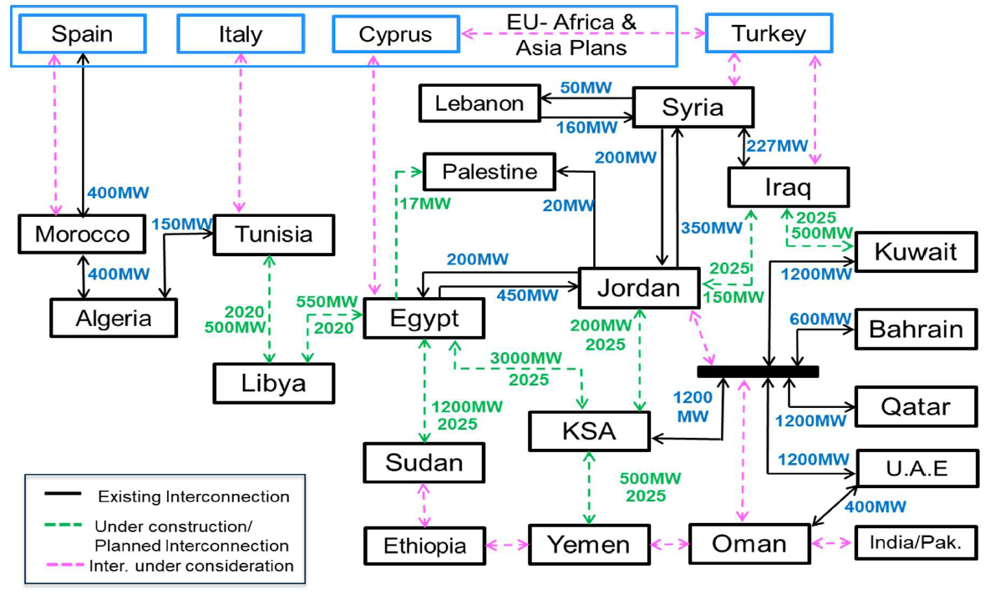 Spain
Italy
Cyprus
EU- Africa &
Asia Plans
Turkey
50MW
Lebanon
Syria
160MW
200MW
227MW
Palestine
Iraq
400MW
17MW
20MW
150MW
350MW
2025
500MW
Morocco
Tunisia
Kuwait
400MW
200MW
2025
1200MW
450MW
Jordan
150MW
550MW
2020
500MW
2020
Algeria
Egypt
200MW
2025
600MW
Bahrain
3000MW
2025
Libya
1200
MW
1200MW
Qatar
1200MW
2025
KSA
Sudan
1200MW
U.A.E
500MW
2025
400MW
Existing Interconnection
Under construction/
Planned Interconnection
Inter. under consideration
Ethiopia
Yemen
Oman
India/Pak.